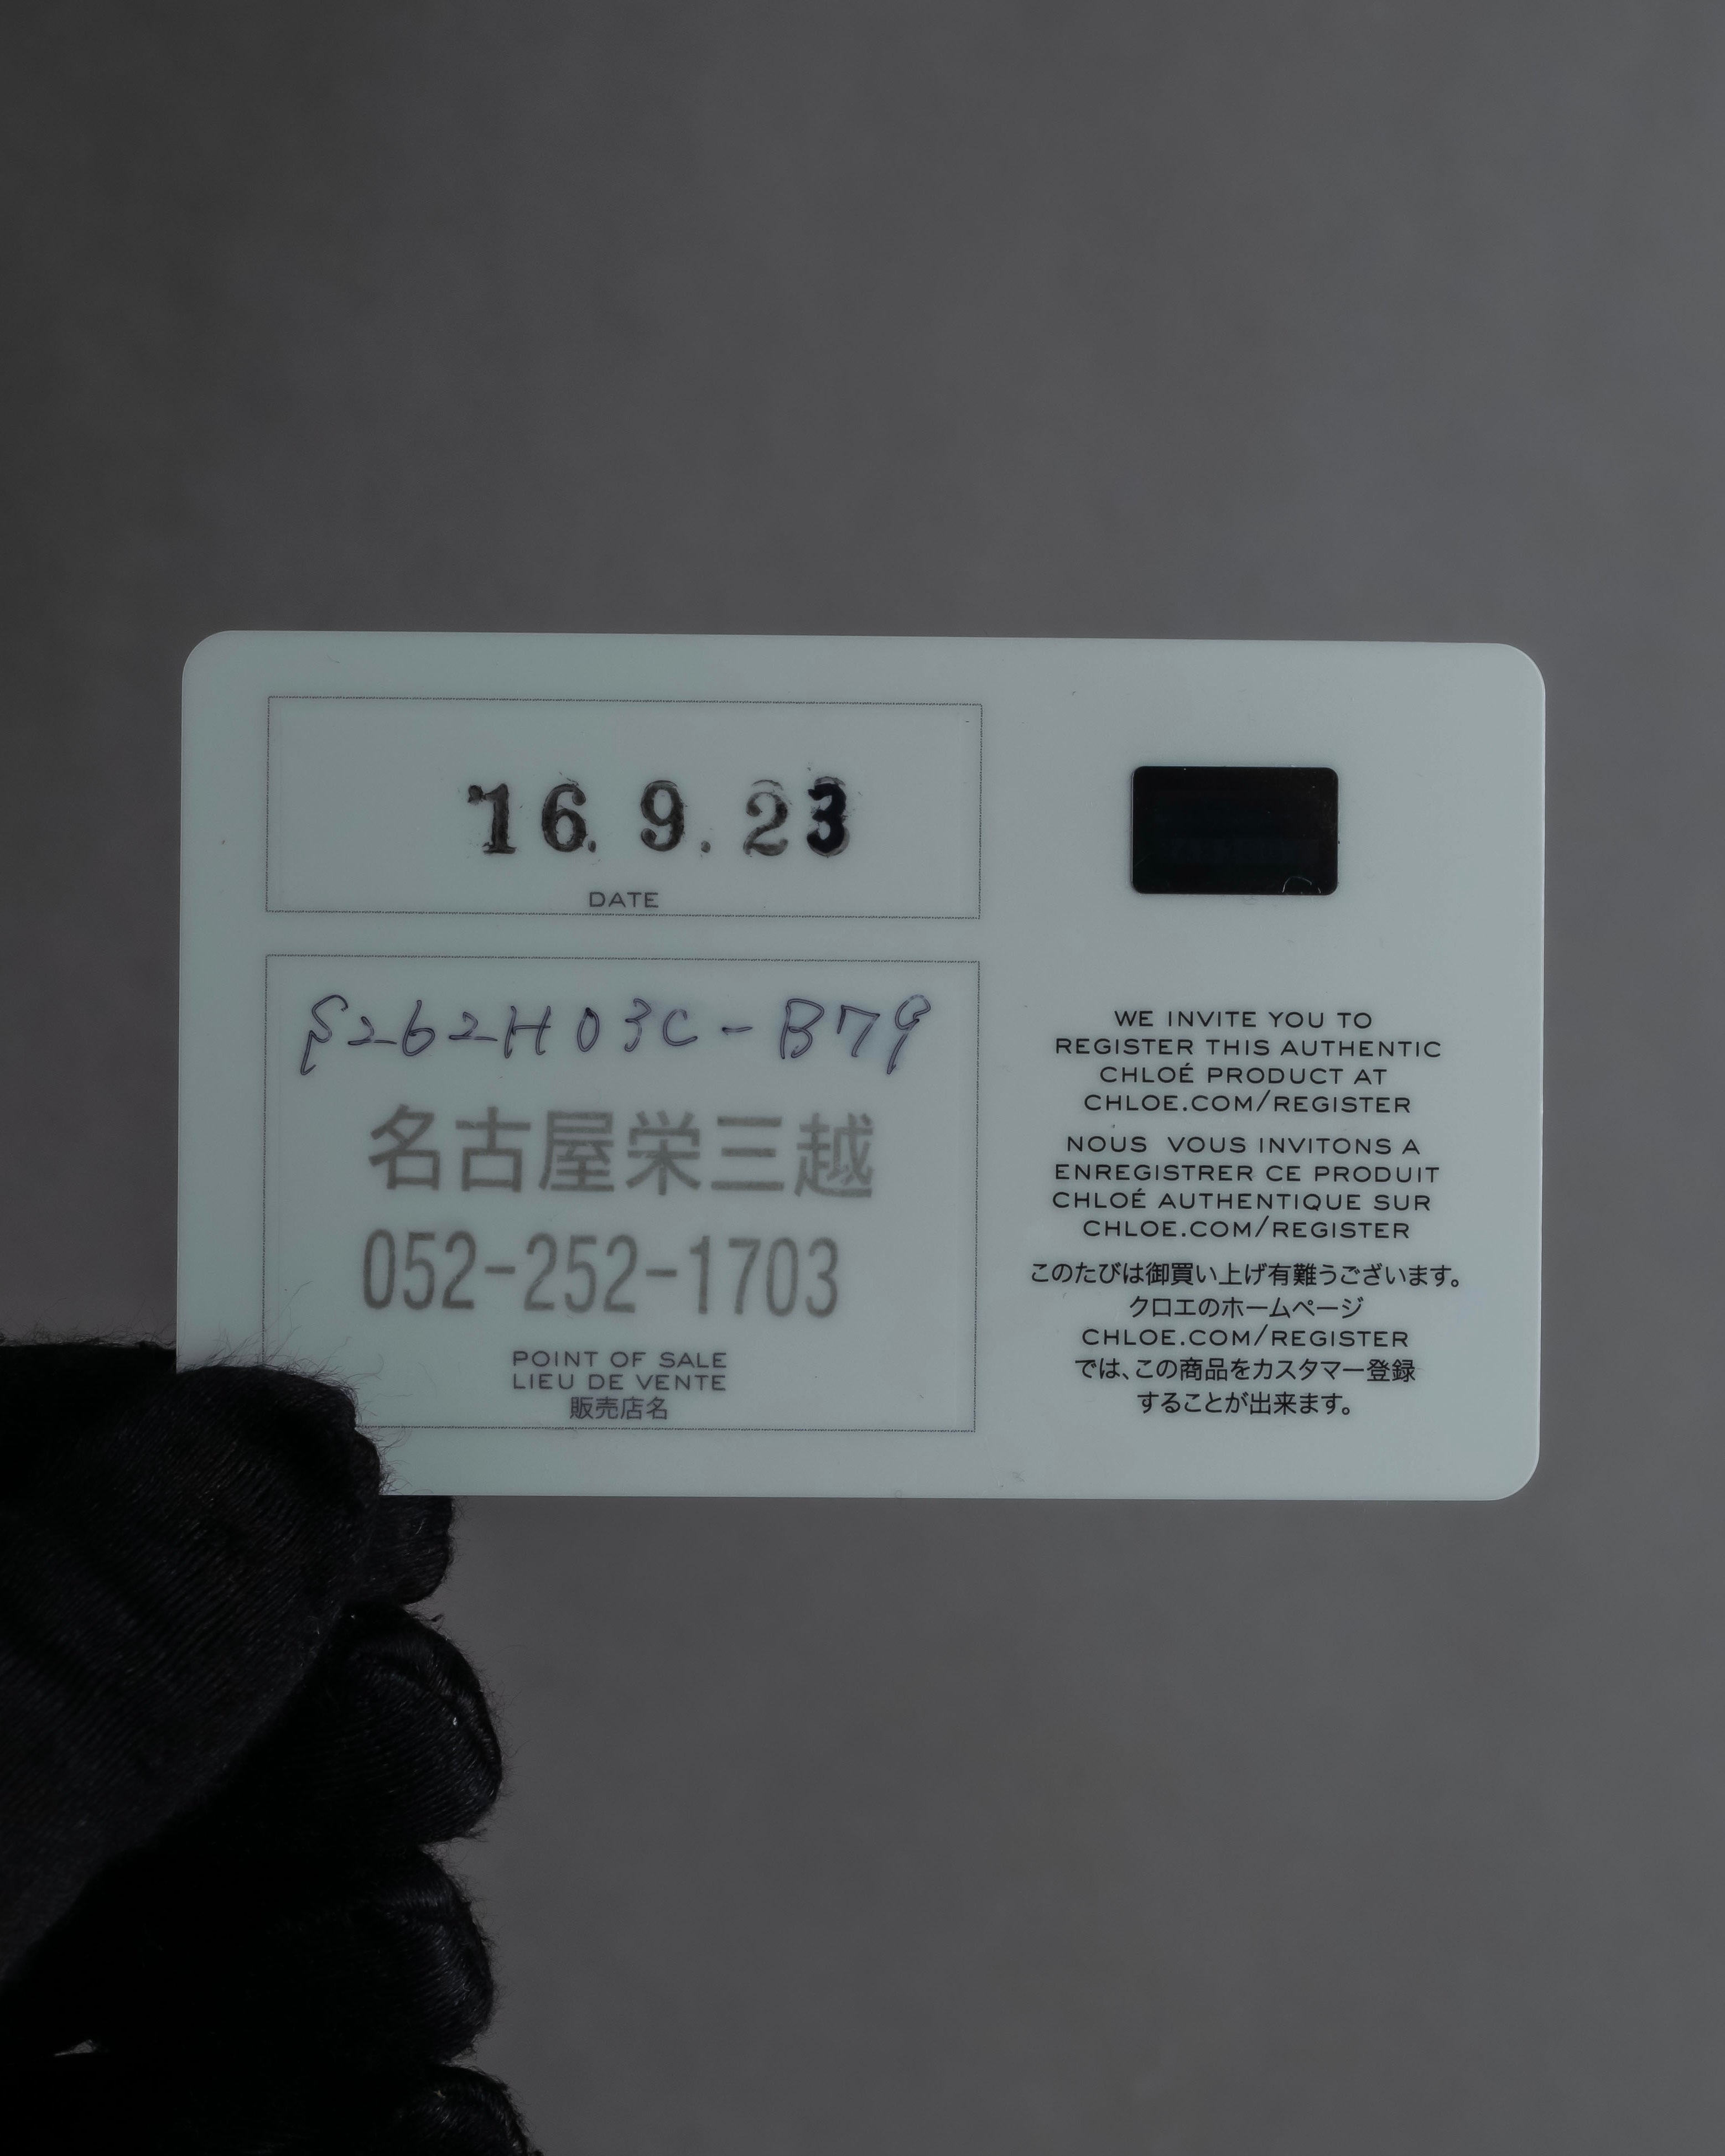 '16. 9. 23
DATE
S262H03C-B79
名古屋栄三越
052-252-1703
POINT OF SALE
LIEU DE VENTE
販売店名
WE INVITE YOU TO
REGISTER THIS AUTHENTIC
CHLOÉ PRODUCT AT
CHLOE.COM/REGISTER
NOUS VOUS INVITONS A
ENREGISTRER CE PRODUIT
CHLOÉ AUTHENTIQUE SUR
CHLOE.COM/REGISTER
このたびは御買い上げ有難うございます。
クロエのホームページ
CHLOE.COM/REGISTER
では、この商品をカスタマー登録
することが出来ます。